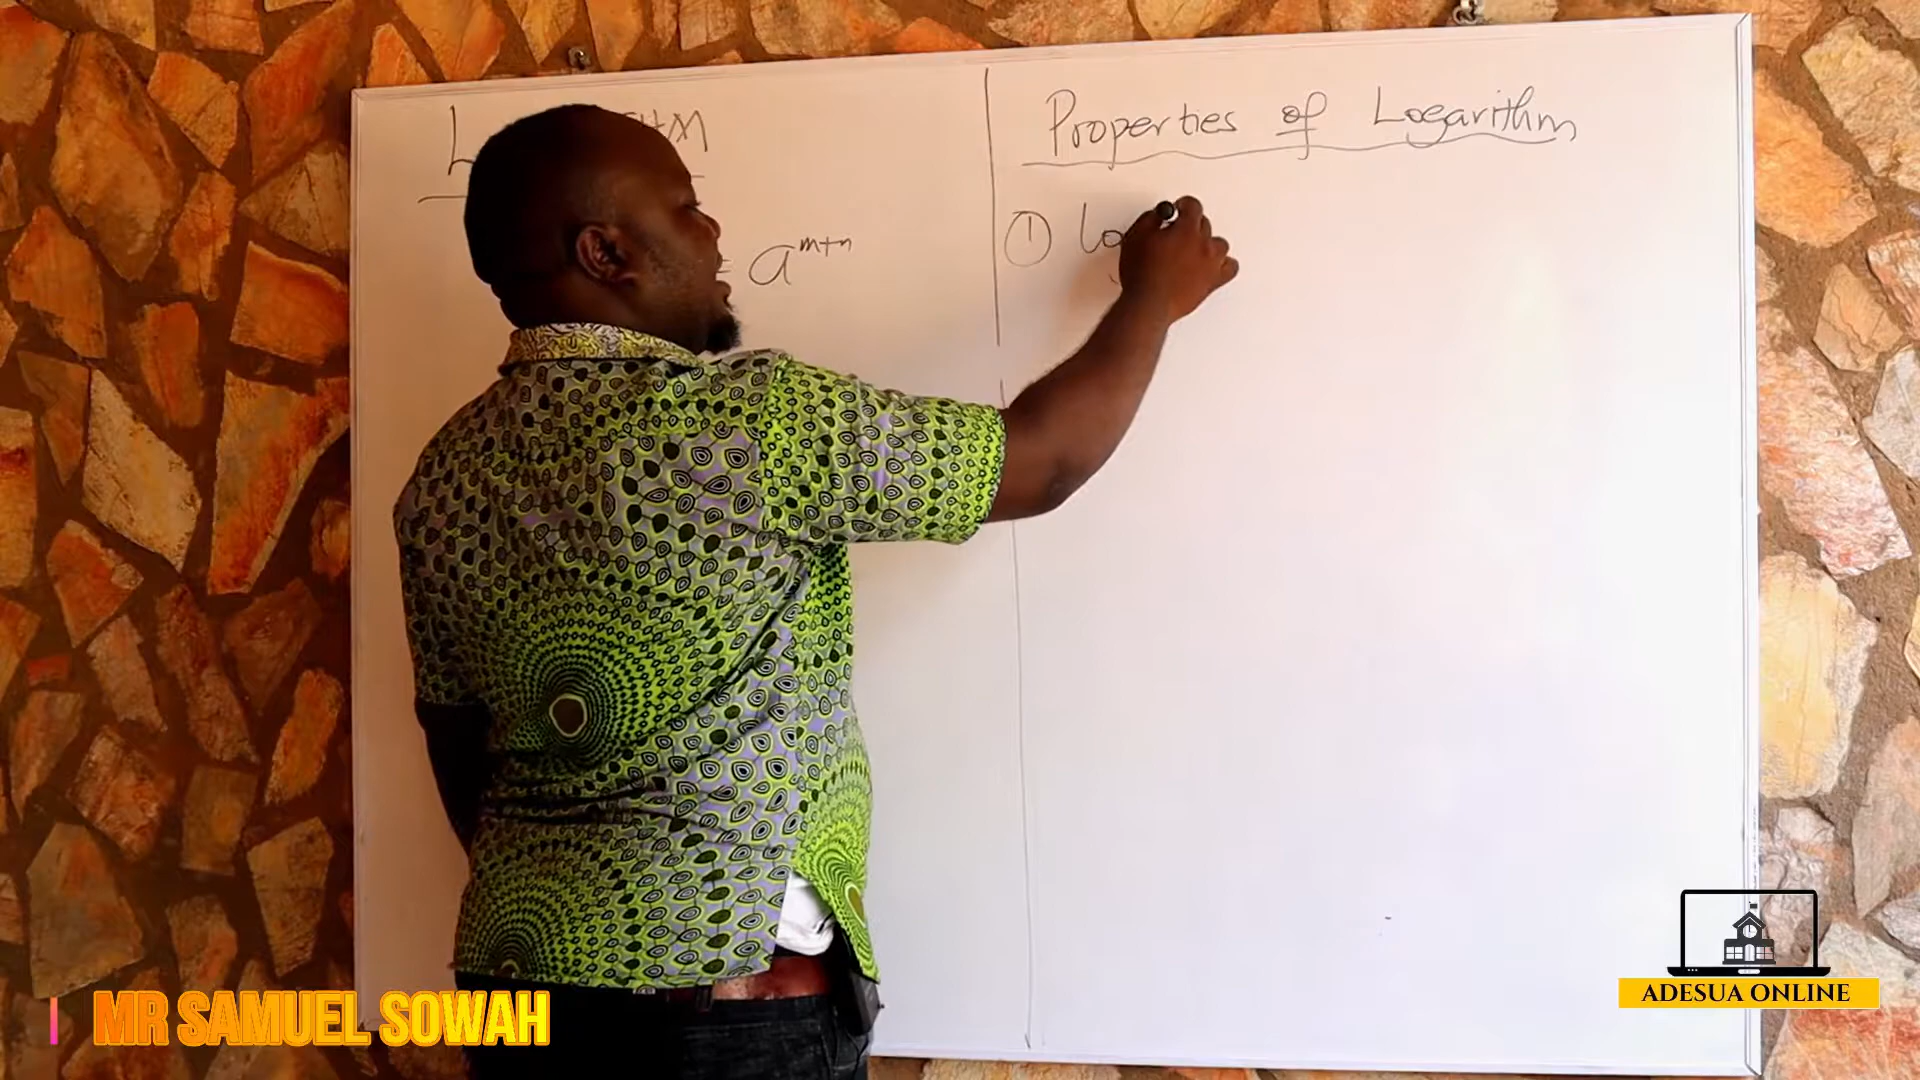 = a^{m+n}
Properties of Logarithm
① Lo
MR SAMUEL SOWAH
ADESUA ONLINE